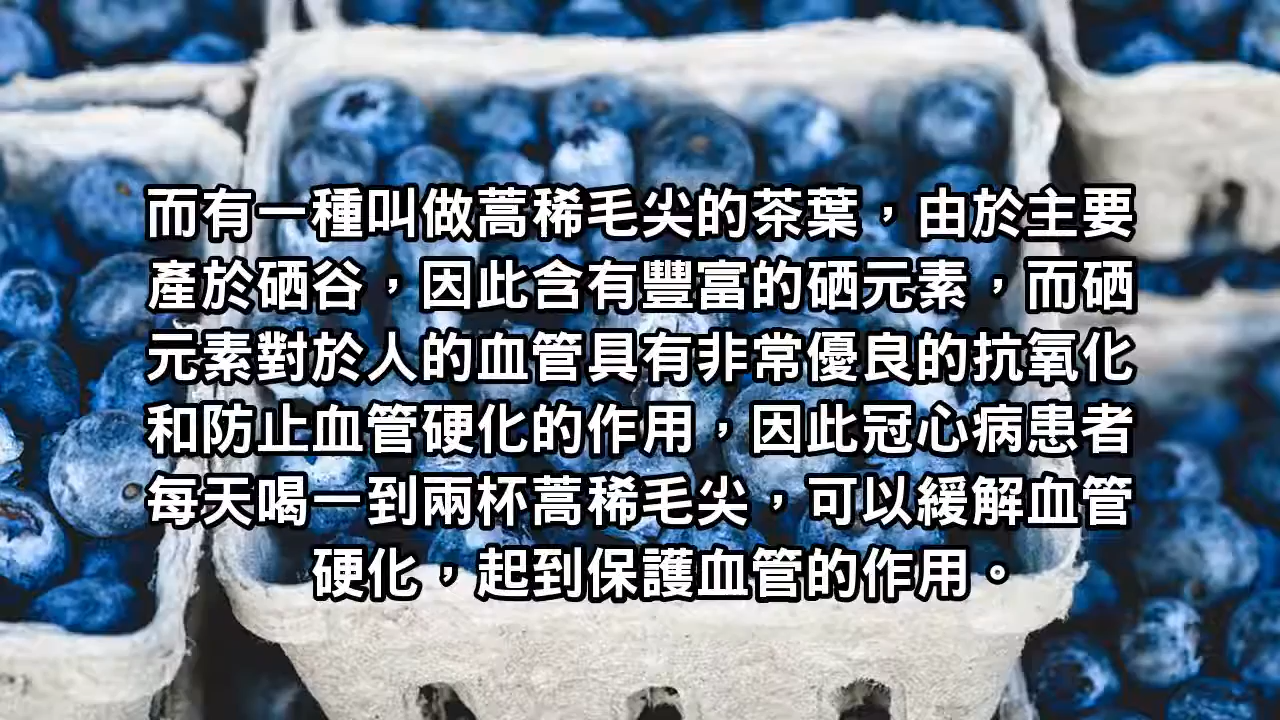 而有一種叫做蒿稀毛尖的茶葉，由於主要
產於硒谷，因此含有豐富的硒元素，而硒
元素對於人的血管具有非常優良的抗氧化
和防止血管硬化的作用，因此冠心病患者
每天喝一到兩杯蒿稀毛尖，可以緩解血管
硬化，起到保護血管的作用。